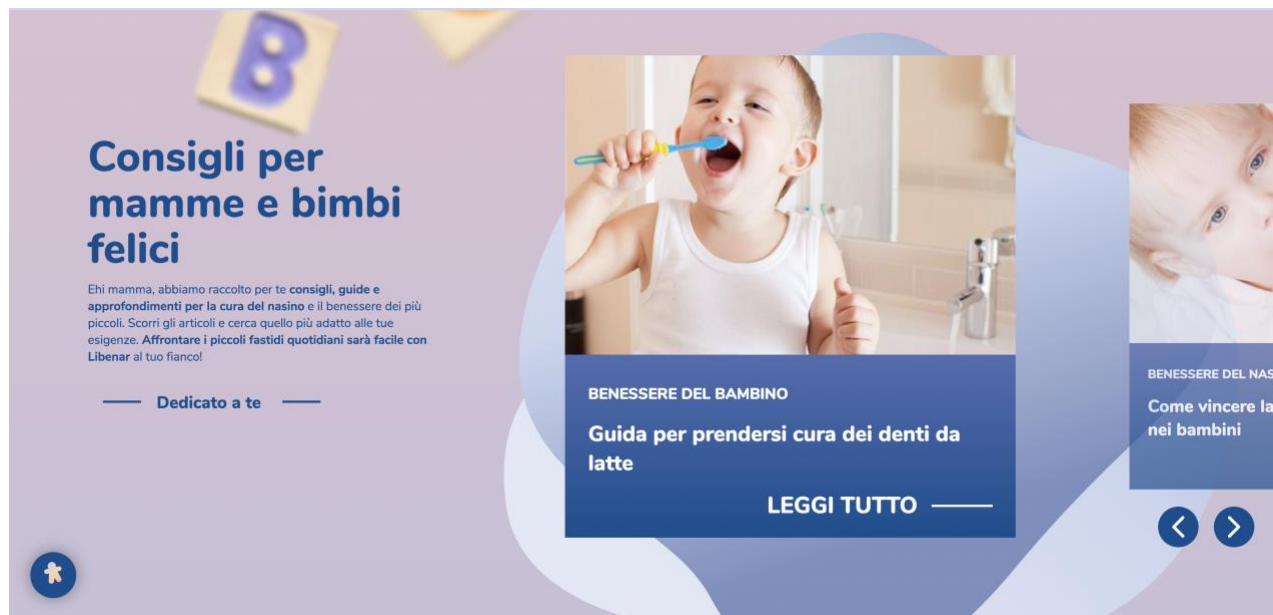 B
Consigli per
mamme e bimbi
felici
Ehi mamma, abbiamo raccolto per te consigli, guide e
approfondimenti per la cura del nasino e il benessere dei più
piccoli. Scorri gli articoli e cerca quello più adatto alle tue
esigenze. Affrontare i piccoli fastidi quotidiani sarà facile con
Libenar al tuo fianco!
Dedicato a te
BENESSERE DEL BAMBINO
Guida per prendersi cura dei denti da
latte
LEGGI TUTTO
BENESSERE DEL NAS
Come vincere la
nei bambini